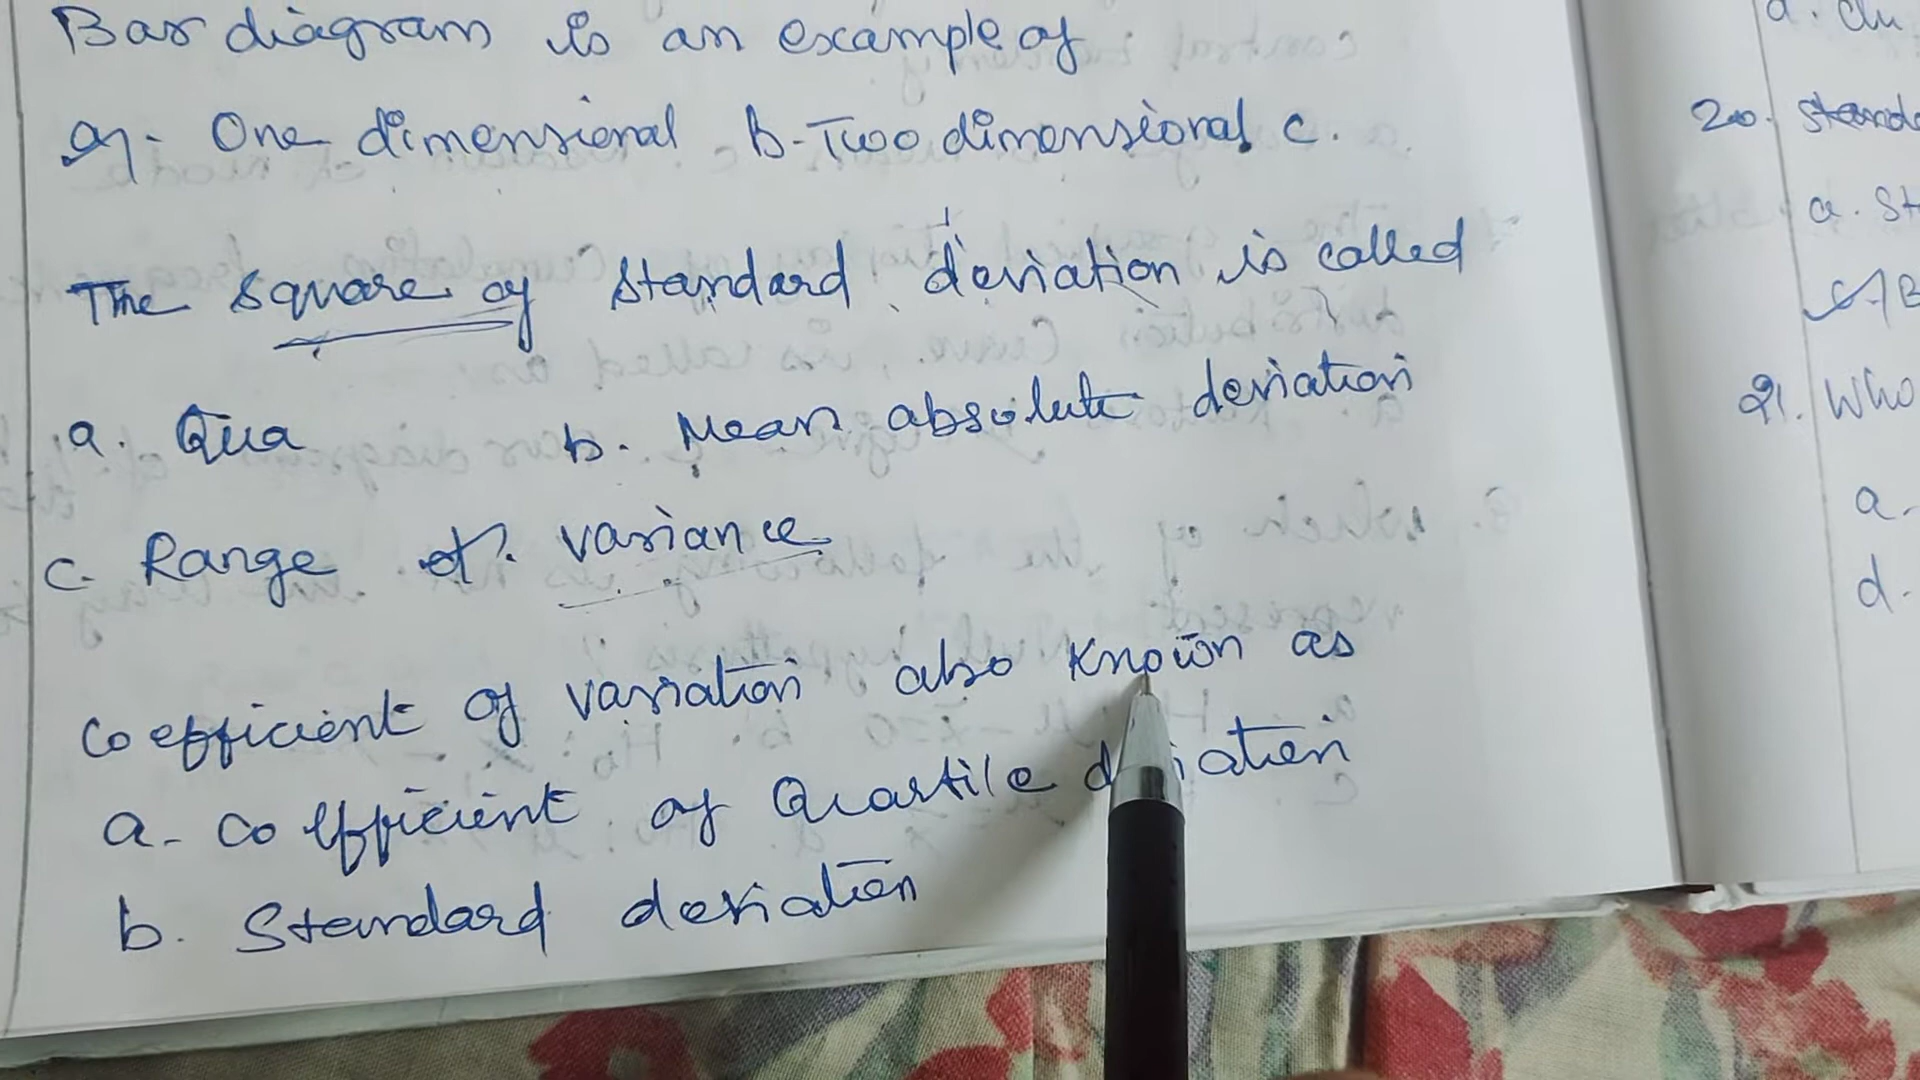 Bar diagram is an example of
a. One dimensional B. Two dimensional c.
The square of standard deviation is called
a. Qua b. Mean absolute deviation
c. Range d. variance
coefficient of variation also known as
a. coefficient of Quartile deviation
b. Standard deviation
d. chu
20.
a. St
c. B
21. Who
a.
d.